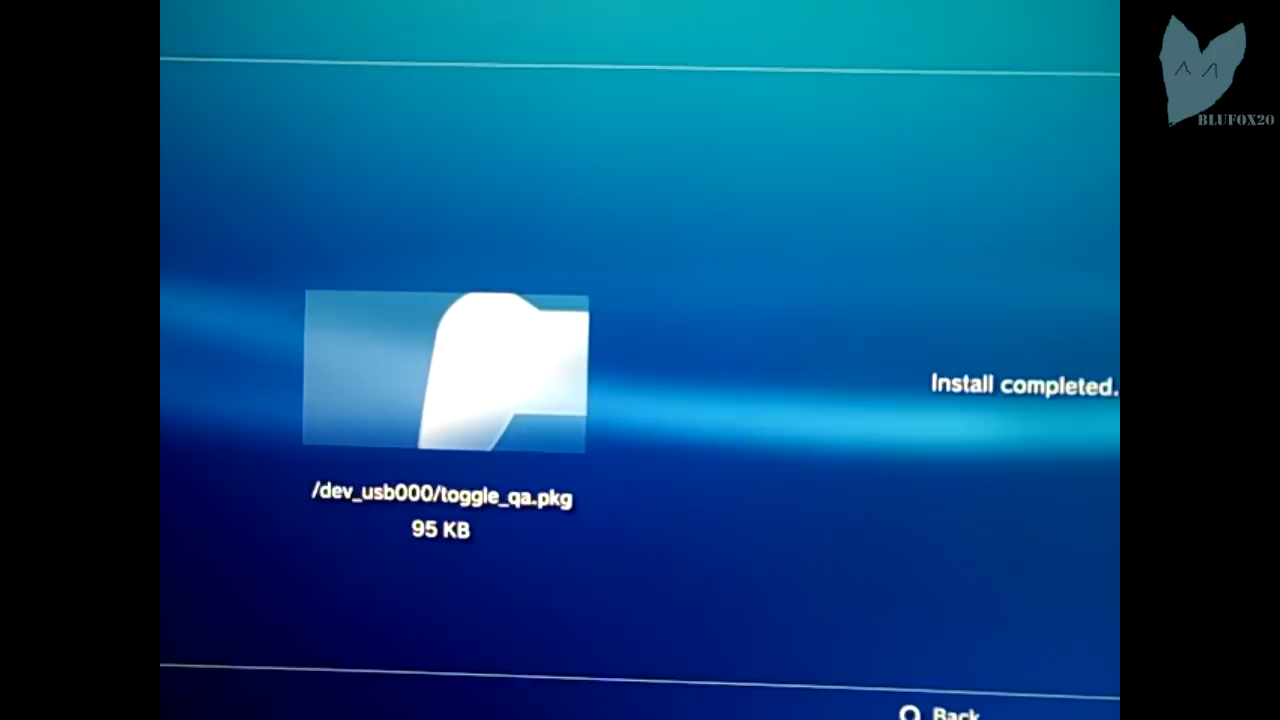 BLUFOX20
Install completed.
/dev_usb000/toggle_qa.pkg
95 KB
Back